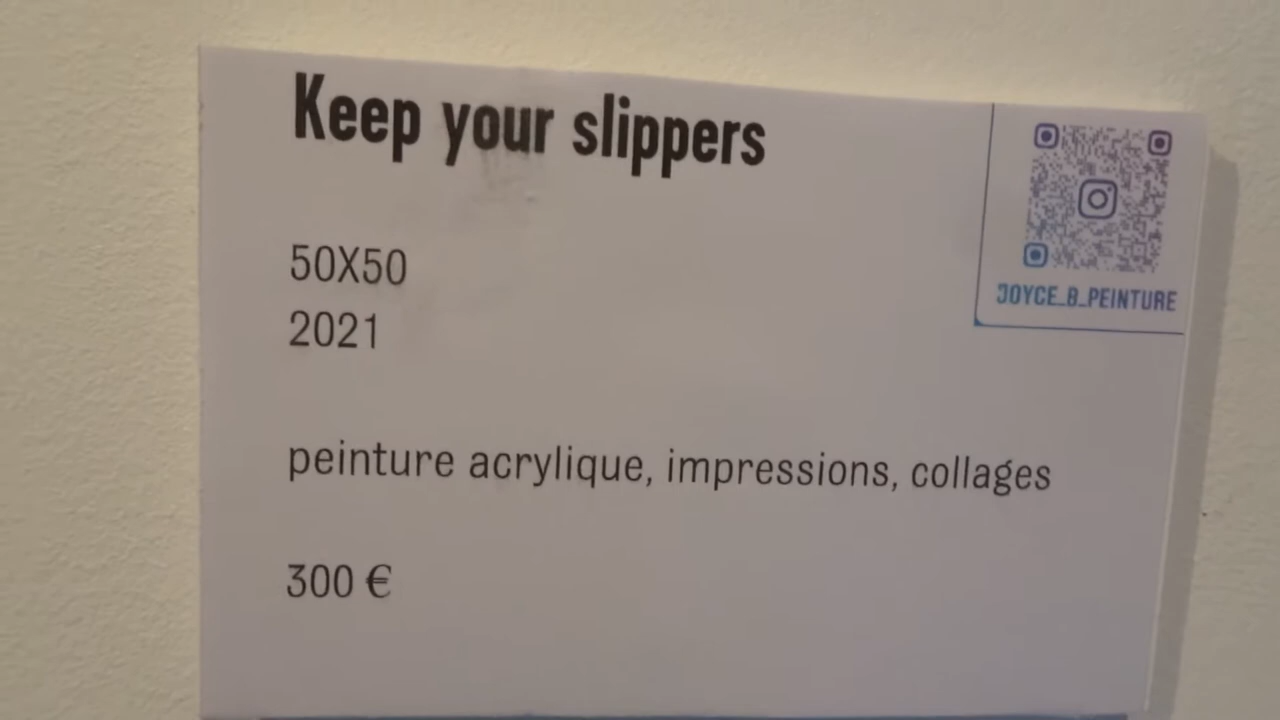 Keep your slippers
50X50
2021
peinture acrylique, impressions, collages
300 €
JOYCE_B_PEINTURE